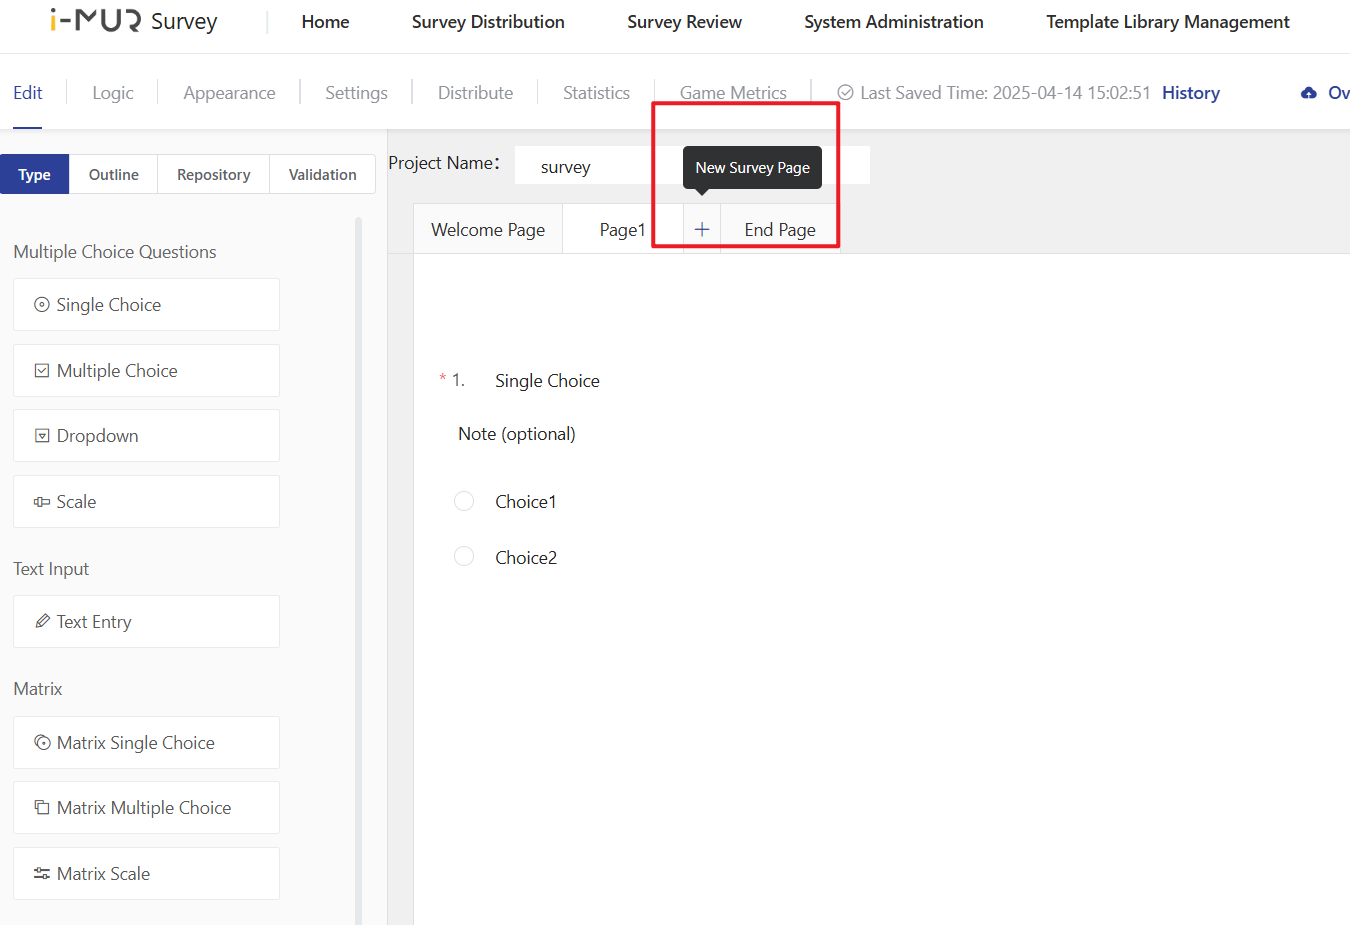 i-MUR Survey
Home
Survey Distribution
Survey Review
System Administration
Template Library Management
Edit
Logic
Appearance
Settings
Distribute
Statistics
Game Metrics
Last Saved Time: 2025-04-14 15:02:51
History
Ov
Type
Outline
Repository
Validation
Project Name:
survey
New Survey Page
Welcome Page
Page1
+
End Page
Multiple Choice Questions
Single Choice
Multiple Choice
Dropdown
Scale
Text Input
Text Entry
Matrix
Matrix Single Choice
Matrix Multiple Choice
Matrix Scale
* 1. Single Choice
Note (optional)
Choice1
Choice2